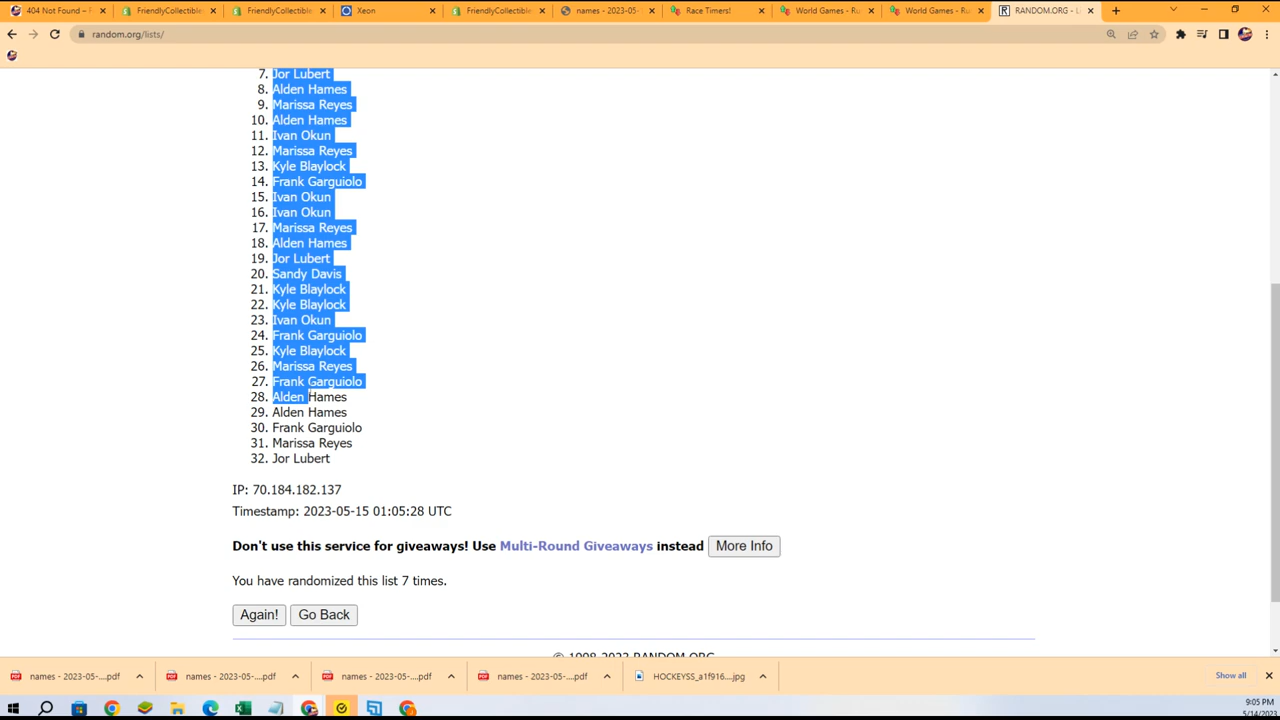 404 Not Found
FriendlyCollectible
FriendlyCollectible
Xeon
FriendlyCollectible
names - 2023-05-
Race Timers!
World Games - Ru
World Games - Ru
RANDOM.ORG - L
random.org/lists/
7. Jor Lubert
8. Alden Hames
9. Marissa Reyes
10. Alden Hames
11. Ivan Okun
12. Marissa Reyes
13. Kyle Blaylock
14. Frank Garguiolo
15. Ivan Okun
16. Ivan Okun
17. Marissa Reyes
18. Alden Hames
19. Jor Lubert
20. Sandy Davis
21. Kyle Blaylock
22. Kyle Blaylock
23. Ivan Okun
24. Frank Garguiolo
25. Kyle Blaylock
26. Marissa Reyes
27. Frank Garguiolo
28. Alden Hames
29. Alden Hames
30. Frank Garguiolo
31. Marissa Reyes
32. Jor Lubert
IP: 70.184.182.137
Timestamp: 2023-05-15 01:05:28 UTC
Don't use this service for giveaways! Use Multi-Round Giveaways instead More Info
You have randomized this list 7 times.
Again! Go Back
© 1998-2023 RANDOM.ORG
names - 2023-05-....pdf
names - 2023-05-....pdf
names - 2023-05-....pdf
names - 2023-05-....pdf
HOCKEYSS_a1f916....jpg
Show all
9:05 PM
5/14/2023